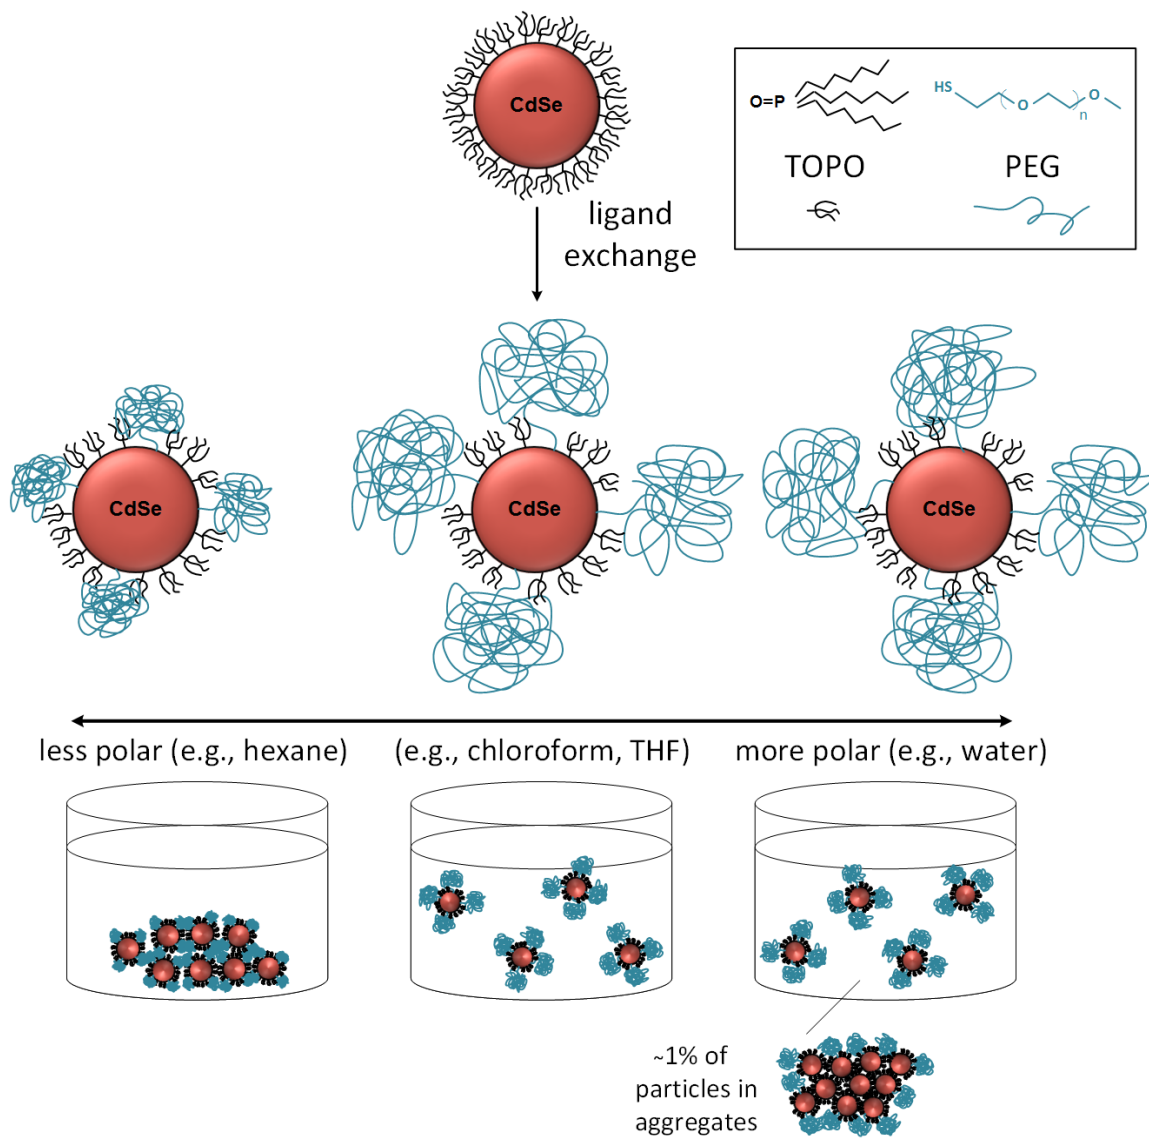 CdSe
O=P
HS
O
O
n
TOPO
PEG
ligand
exchange
CdSe
CdSe
CdSe
less polar (e.g., hexane)
(e.g., chloroform, THF)
more polar (e.g., water)
~1% of
particles in
aggregates